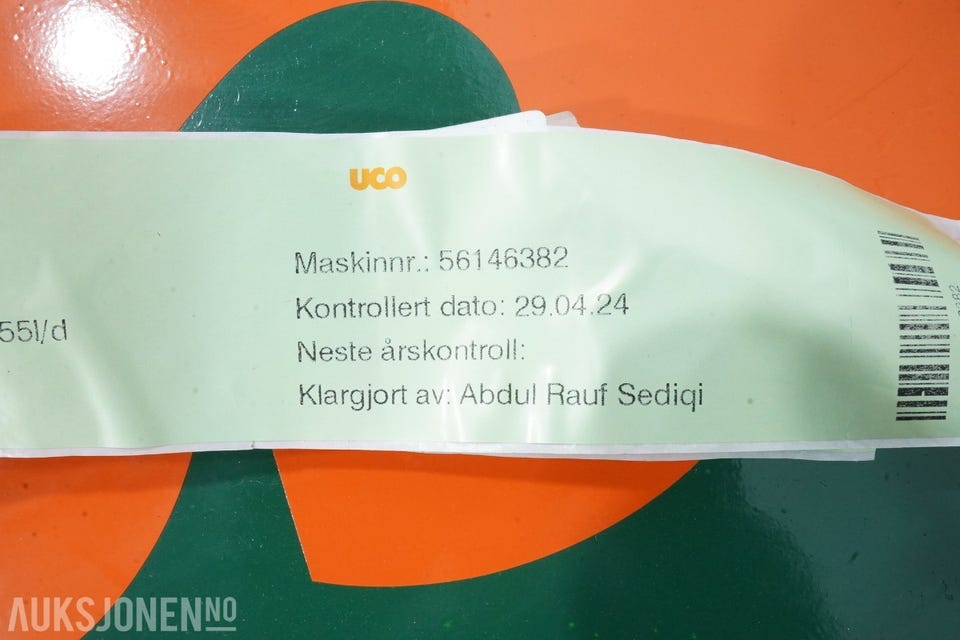 UCO
Maskinnr.: 56146382
Kontrollert dato: 29.04.24
55l/d
Neste årskontroll:
Klargjort av: Abdul Rauf Sediqi
AUKSJONEN.NO